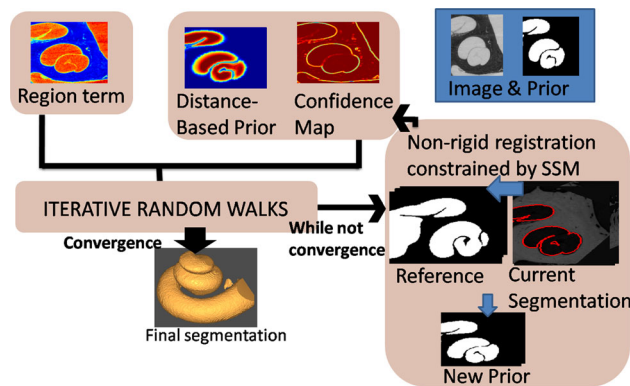 Region term
Distance-
Based Prior
Confidence
Map
Image & Prior
Non-rigid registration
constrained by SSM
ITERATIVE RANDOM WALKS
Convergence
While not
convergence
Final segmentation
Reference
Current
Segmentation
New Prior